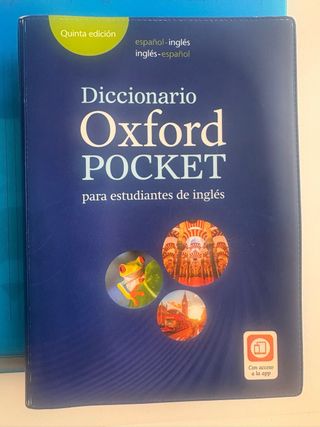 Quinta edición
español-inglés
inglés-español
Diccionario
Oxford
POCKET
para estudiantes de inglés
Con acceso
a la app